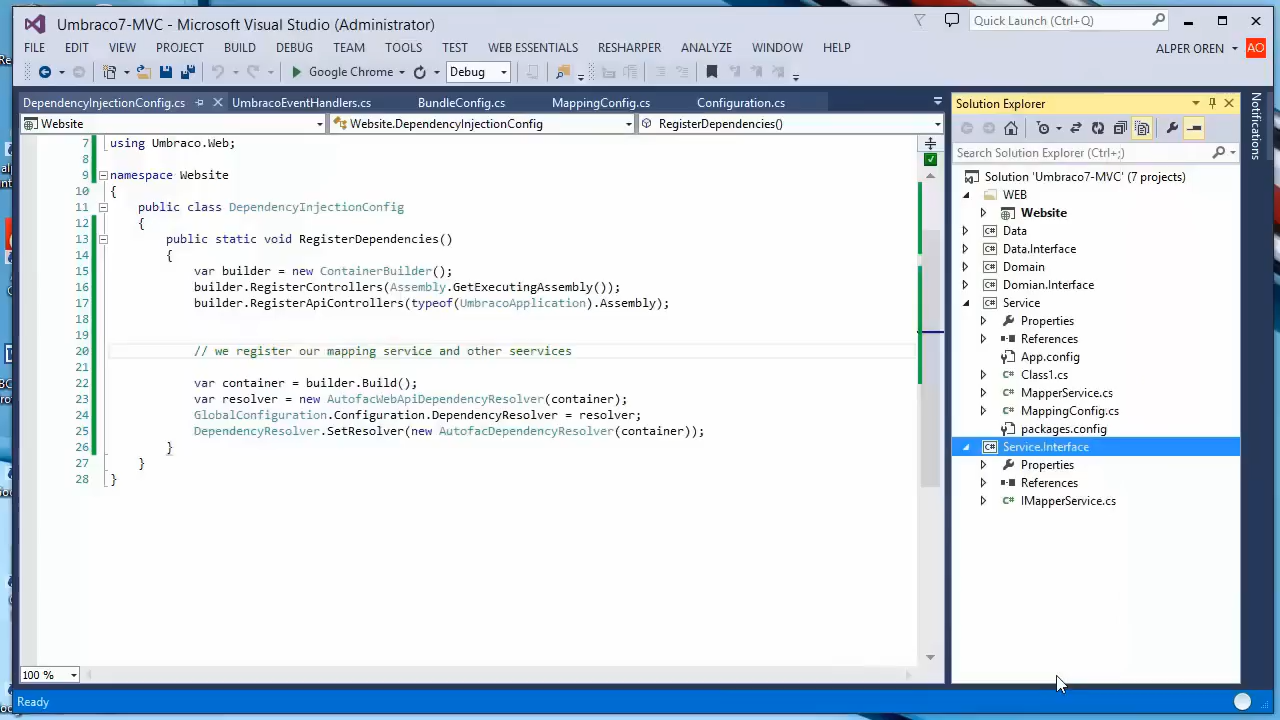 Umbraco7-MVC - Microsoft Visual Studio (Administrator)
Quick Launch (Ctrl+Q)
FILE EDIT VIEW PROJECT BUILD DEBUG TEAM TOOLS TEST WEB ESSENTIALS RESHARPER ANALYZE WINDOW HELP
ALPER OREN AO
Google Chrome Debug
DependencyInjectionConfig.cs UmbracoEventHandlers.cs BundleConfig.cs MappingConfig.cs Configuration.cs
Website Website.DependencyInjectionConfig RegisterDependencies()
7 using Umbraco.Web;
8
9 namespace Website
10 {
11 public class DependencyInjectionConfig
12 {
13 public static void RegisterDependencies()
14 {
15 var builder = new ContainerBuilder();
16 builder.RegisterControllers(Assembly.GetExecutingAssembly());
17 builder.RegisterApiControllers(typeof(UmbracoApplication).Assembly);
18
19
20 // we register our mapping service and other seervices
21
22 var container = builder.Build();
23 var resolver = new AutofacWebApiDependencyResolver(container);
24 GlobalConfiguration.Configuration.DependencyResolver = resolver;
25 DependencyResolver.SetResolver(new AutofacDependencyResolver(container));
26 }
27 }
28 }
100 %
Ready
Solution Explorer
Search Solution Explorer (Ctrl+;)
Solution 'Umbraco7-MVC' (7 projects)
WEB
Website
Data
Data.Interface
Domain
Domian.Interface
Service
Properties
References
App.config
Class1.cs
MapperService.cs
MappingConfig.cs
packages.config
Service.Interface
Properties
References
IMapperService.cs
Notifications